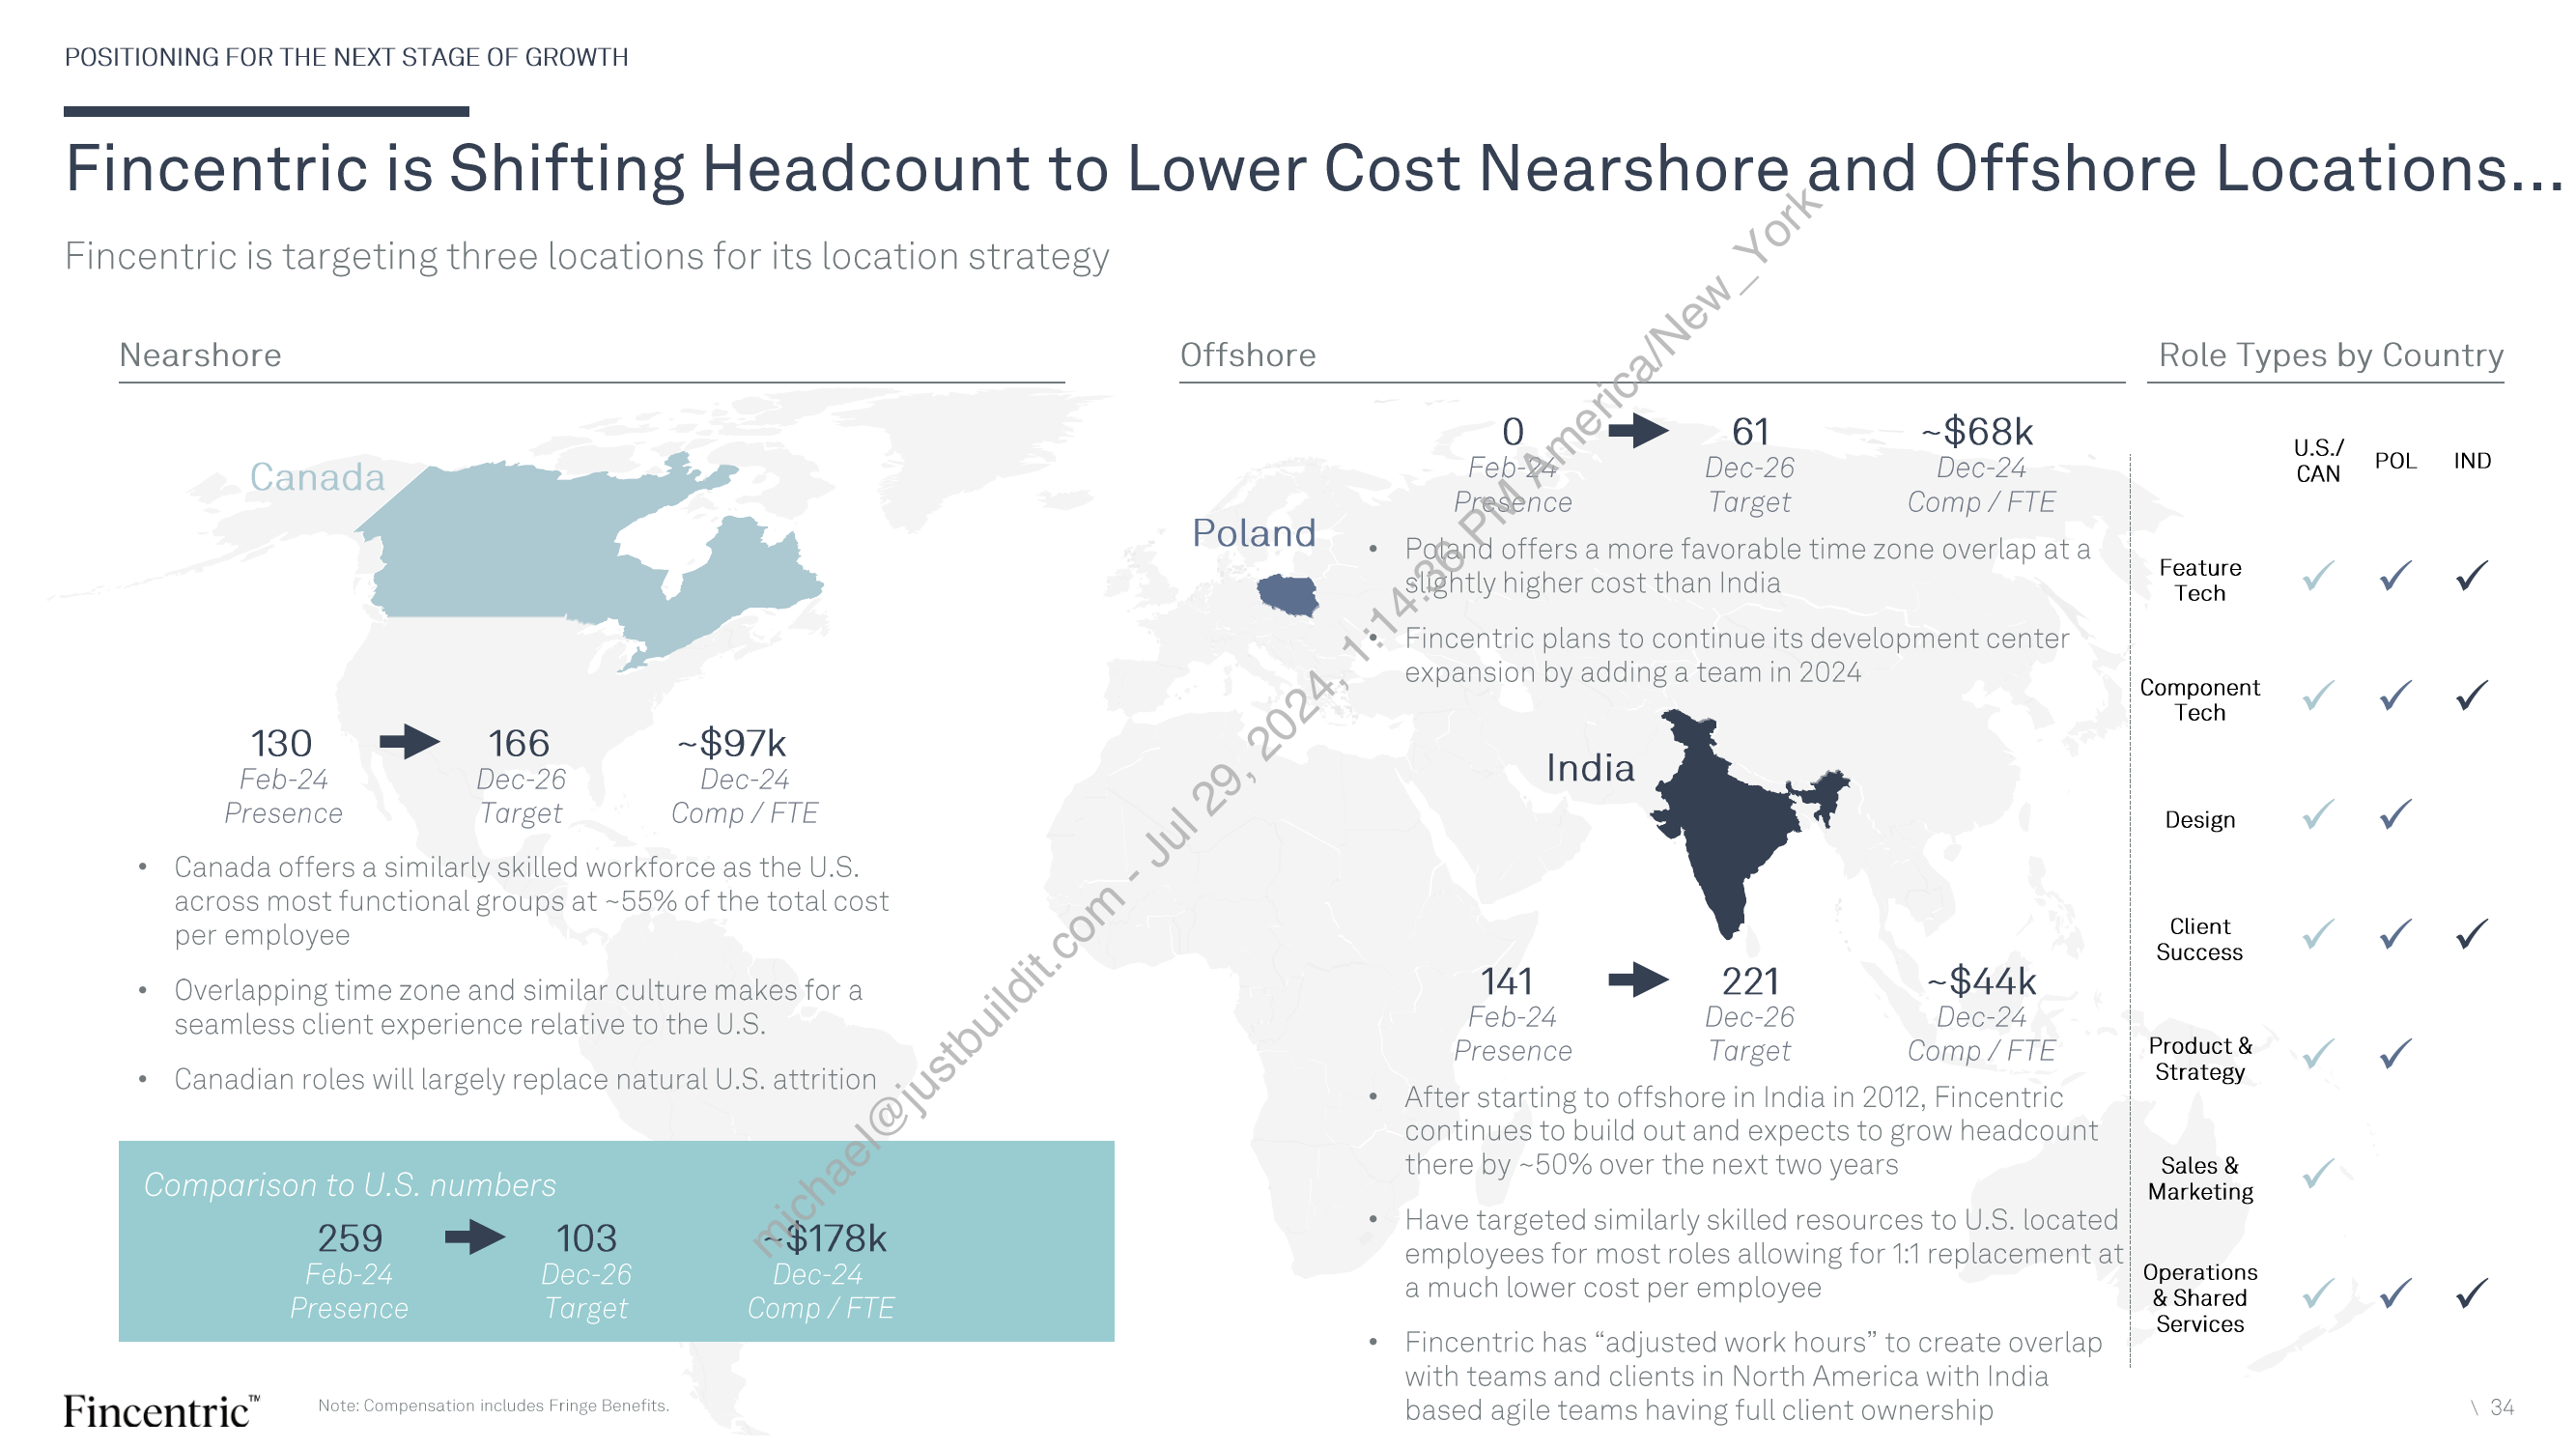 POSITIONING FOR THE NEXT STAGE OF GROWTH
Fincentric is Shifting Headcount to Lower Cost Nearshore and Offshore Locations...
Fincentric is targeting three locations for its location strategy
Nearshore
Canada
130
Feb-24
Presence
166
Dec-26
Target
~$97k
Dec-24
Comp / FTE
• Canada offers a similarly skilled workforce as the U.S.
across most functional groups at ~55% of the total cost
per employee
• Overlapping time zone and similar culture makes for a
seamless client experience relative to the U.S.
• Canadian roles will largely replace natural U.S. attrition
Comparison to U.S. numbers
259
Feb-24
Presence
103
Dec-26
Target
~$178k
Dec-24
Comp / FTE
Offshore
Poland
0
Feb-24
Presence
61
Dec-26
Target
~$68k
Dec-24
Comp / FTE
• Poland offers a more favorable time zone overlap at a
slightly higher cost than India
• Fincentric plans to continue its development center
expansion by adding a team in 2024
India
141
Feb-24
Presence
221
Dec-26
Target
~$44k
Dec-24
Comp / FTE
• After starting to offshore in India in 2012, Fincentric
continues to build out and expects to grow headcount
there by ~50% over the next two years
• Have targeted similarly skilled resources to U.S. located
employees for most roles allowing for 1:1 replacement at
a much lower cost per employee
• Fincentric has “adjusted work hours” to create overlap
with teams and clients in North America with India
based agile teams having full client ownership
Role Types by Country
U.S./
CAN
POL
IND
Feature
Tech
✓ ✓ ✓
Component
Tech
✓ ✓ ✓
Design
✓ ✓
Client
Success
✓ ✓ ✓
Product &
Strategy
✓ ✓
Sales &
Marketing
✓
Operations
& Shared
Services
✓ ✓ ✓
michael@justbuildit.com - Jul 29, 2024, 1:14:36 PM America/New_York
Fincentric™
Note: Compensation includes Fringe Benefits.
\ 34